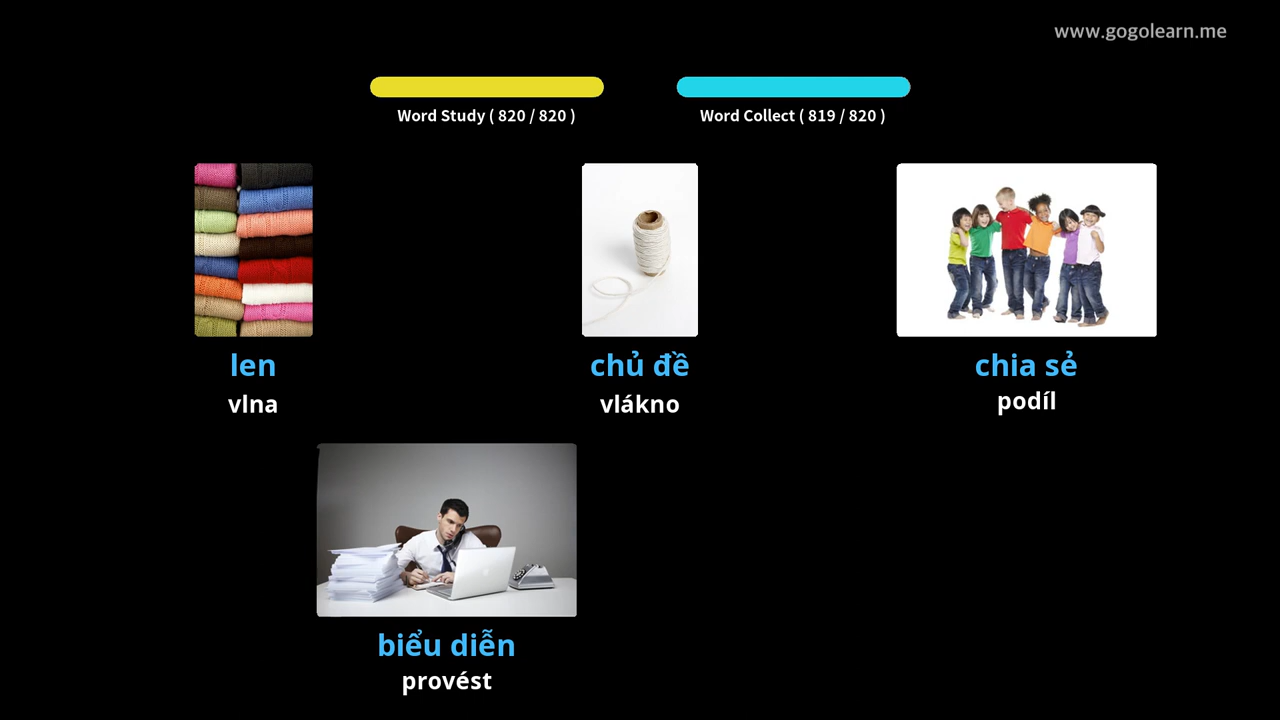 www.gogolearn.me
Word Study ( 820 / 820 )
Word Collect ( 819 / 820 )
len
vlna
chủ đề
vlákno
chia sẻ
podíl
biểu diễn
provést